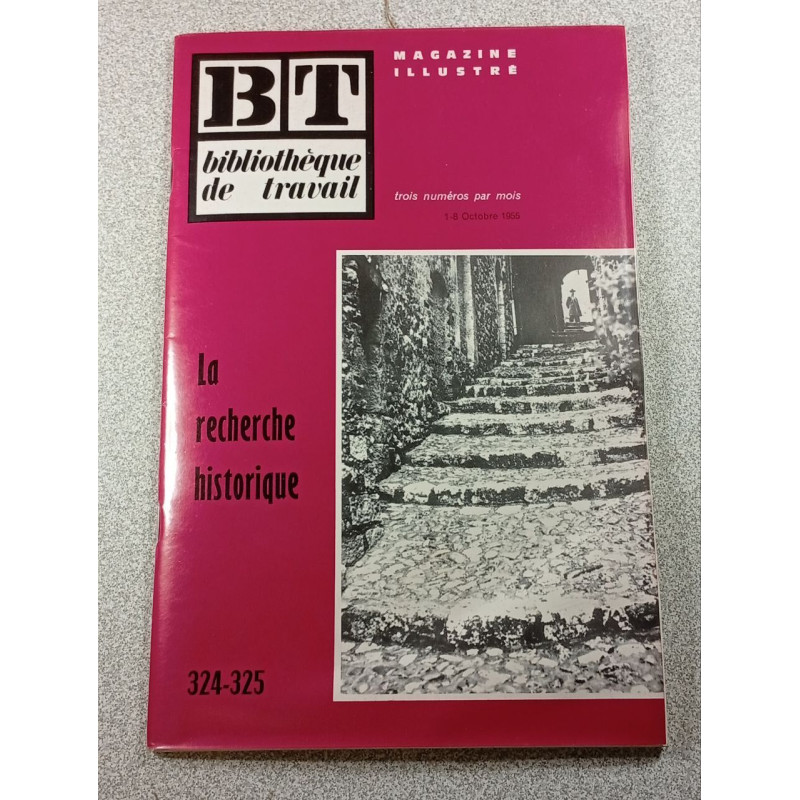 BT
bibliothèque
de travail
MAGAZINE
ILLUSTRÉ
trois numéros par mois
1-8 Octobre 1955
La
recherche
historique
324-325